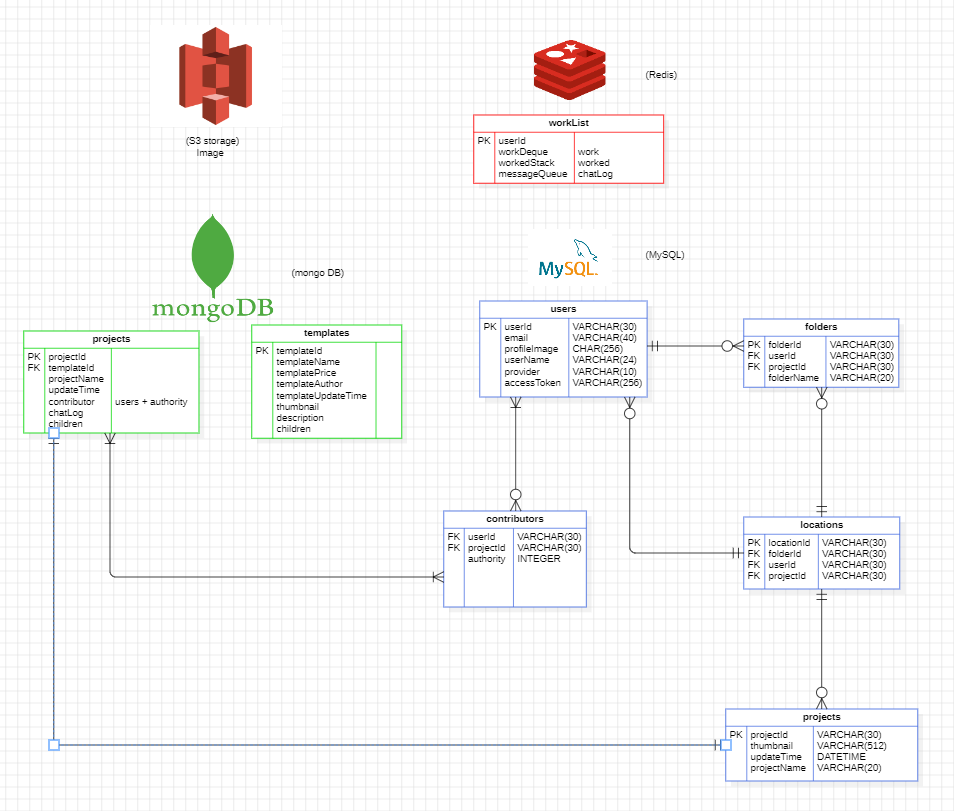 (S3 storage)
Image
(Redis)
workList
PK userId
workDeque work
workedStack worked
messageQueue chatLog
mongoDB
(mongo DB)
MySQL
(MySQL)
projects
PK projectId
FK templateId
projectName
updateTime
contributor users + authority
chatLog
children
templates
PK templateId
templateName
templatePrice
templateAuthor
templateUpdateTime
thumbnail
description
children
users
PK userId VARCHAR(30)
email VARCHAR(40)
profileImage CHAR(256)
userName VARCHAR(24)
provider VARCHAR(10)
accessToken VARCHAR(256)
folders
PK folderId VARCHAR(30)
FK userId VARCHAR(30)
FK projectId VARCHAR(30)
folderName VARCHAR(20)
contributors
FK userId VARCHAR(30)
FK projectId VARCHAR(30)
authority INTEGER
locations
PK locationId VARCHAR(30)
FK folderId VARCHAR(30)
FK userId VARCHAR(30)
FK projectId VARCHAR(30)
projects
PK projectId VARCHAR(30)
thumbnail VARCHAR(512)
updateTime DATETIME
projectName VARCHAR(20)